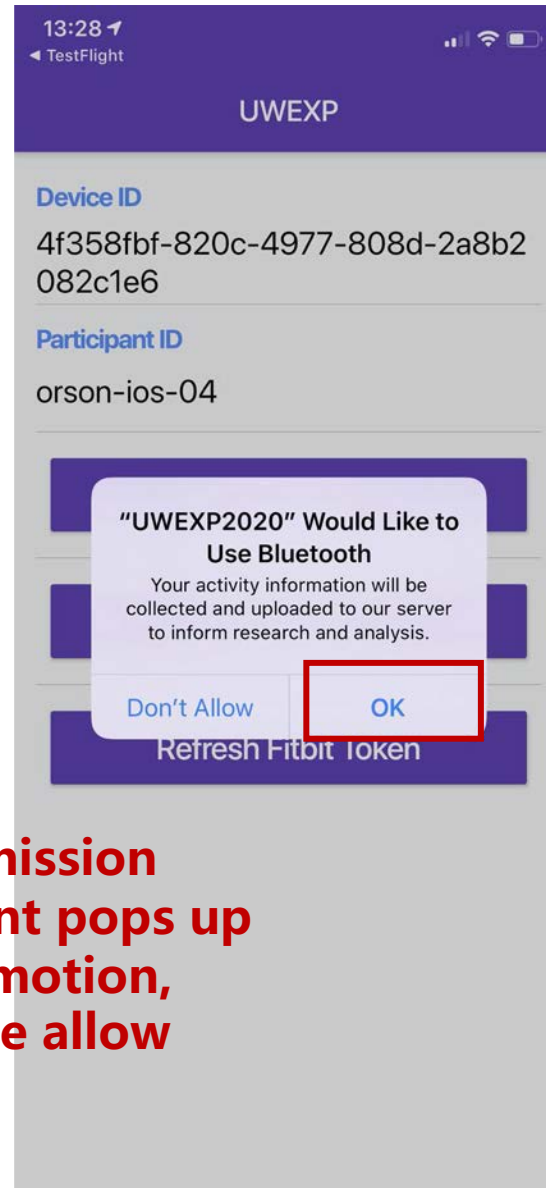 13:28
◀ TestFlight
UWEXP
Device ID
4f358fbf-820c-4977-808d-2a8b2
082c1e6
Participant ID
orson-ios-04
“UWEXP2020” Would Like to
Use Bluetooth
Your activity information will be
collected and uploaded to our server
to inform research and analysis.
Don’t Allow
OK
Refresh Fitbit Token
pops up
motion,
allow